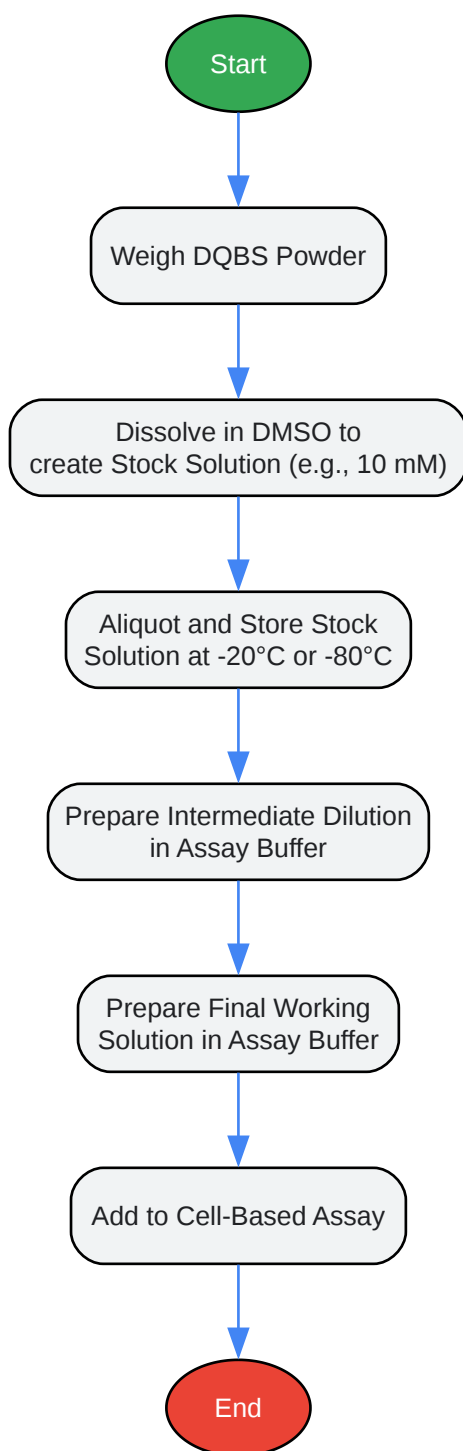 Start
Weigh DQBS Powder
Dissolve in DMSO to
create Stock Solution (e.g., 10 mM)
Aliquot and Store Stock
Solution at -20°C or -80°C
Prepare Intermediate Dilution
in Assay Buffer
Prepare Final Working
Solution in Assay Buffer
Add to Cell-Based Assay
End